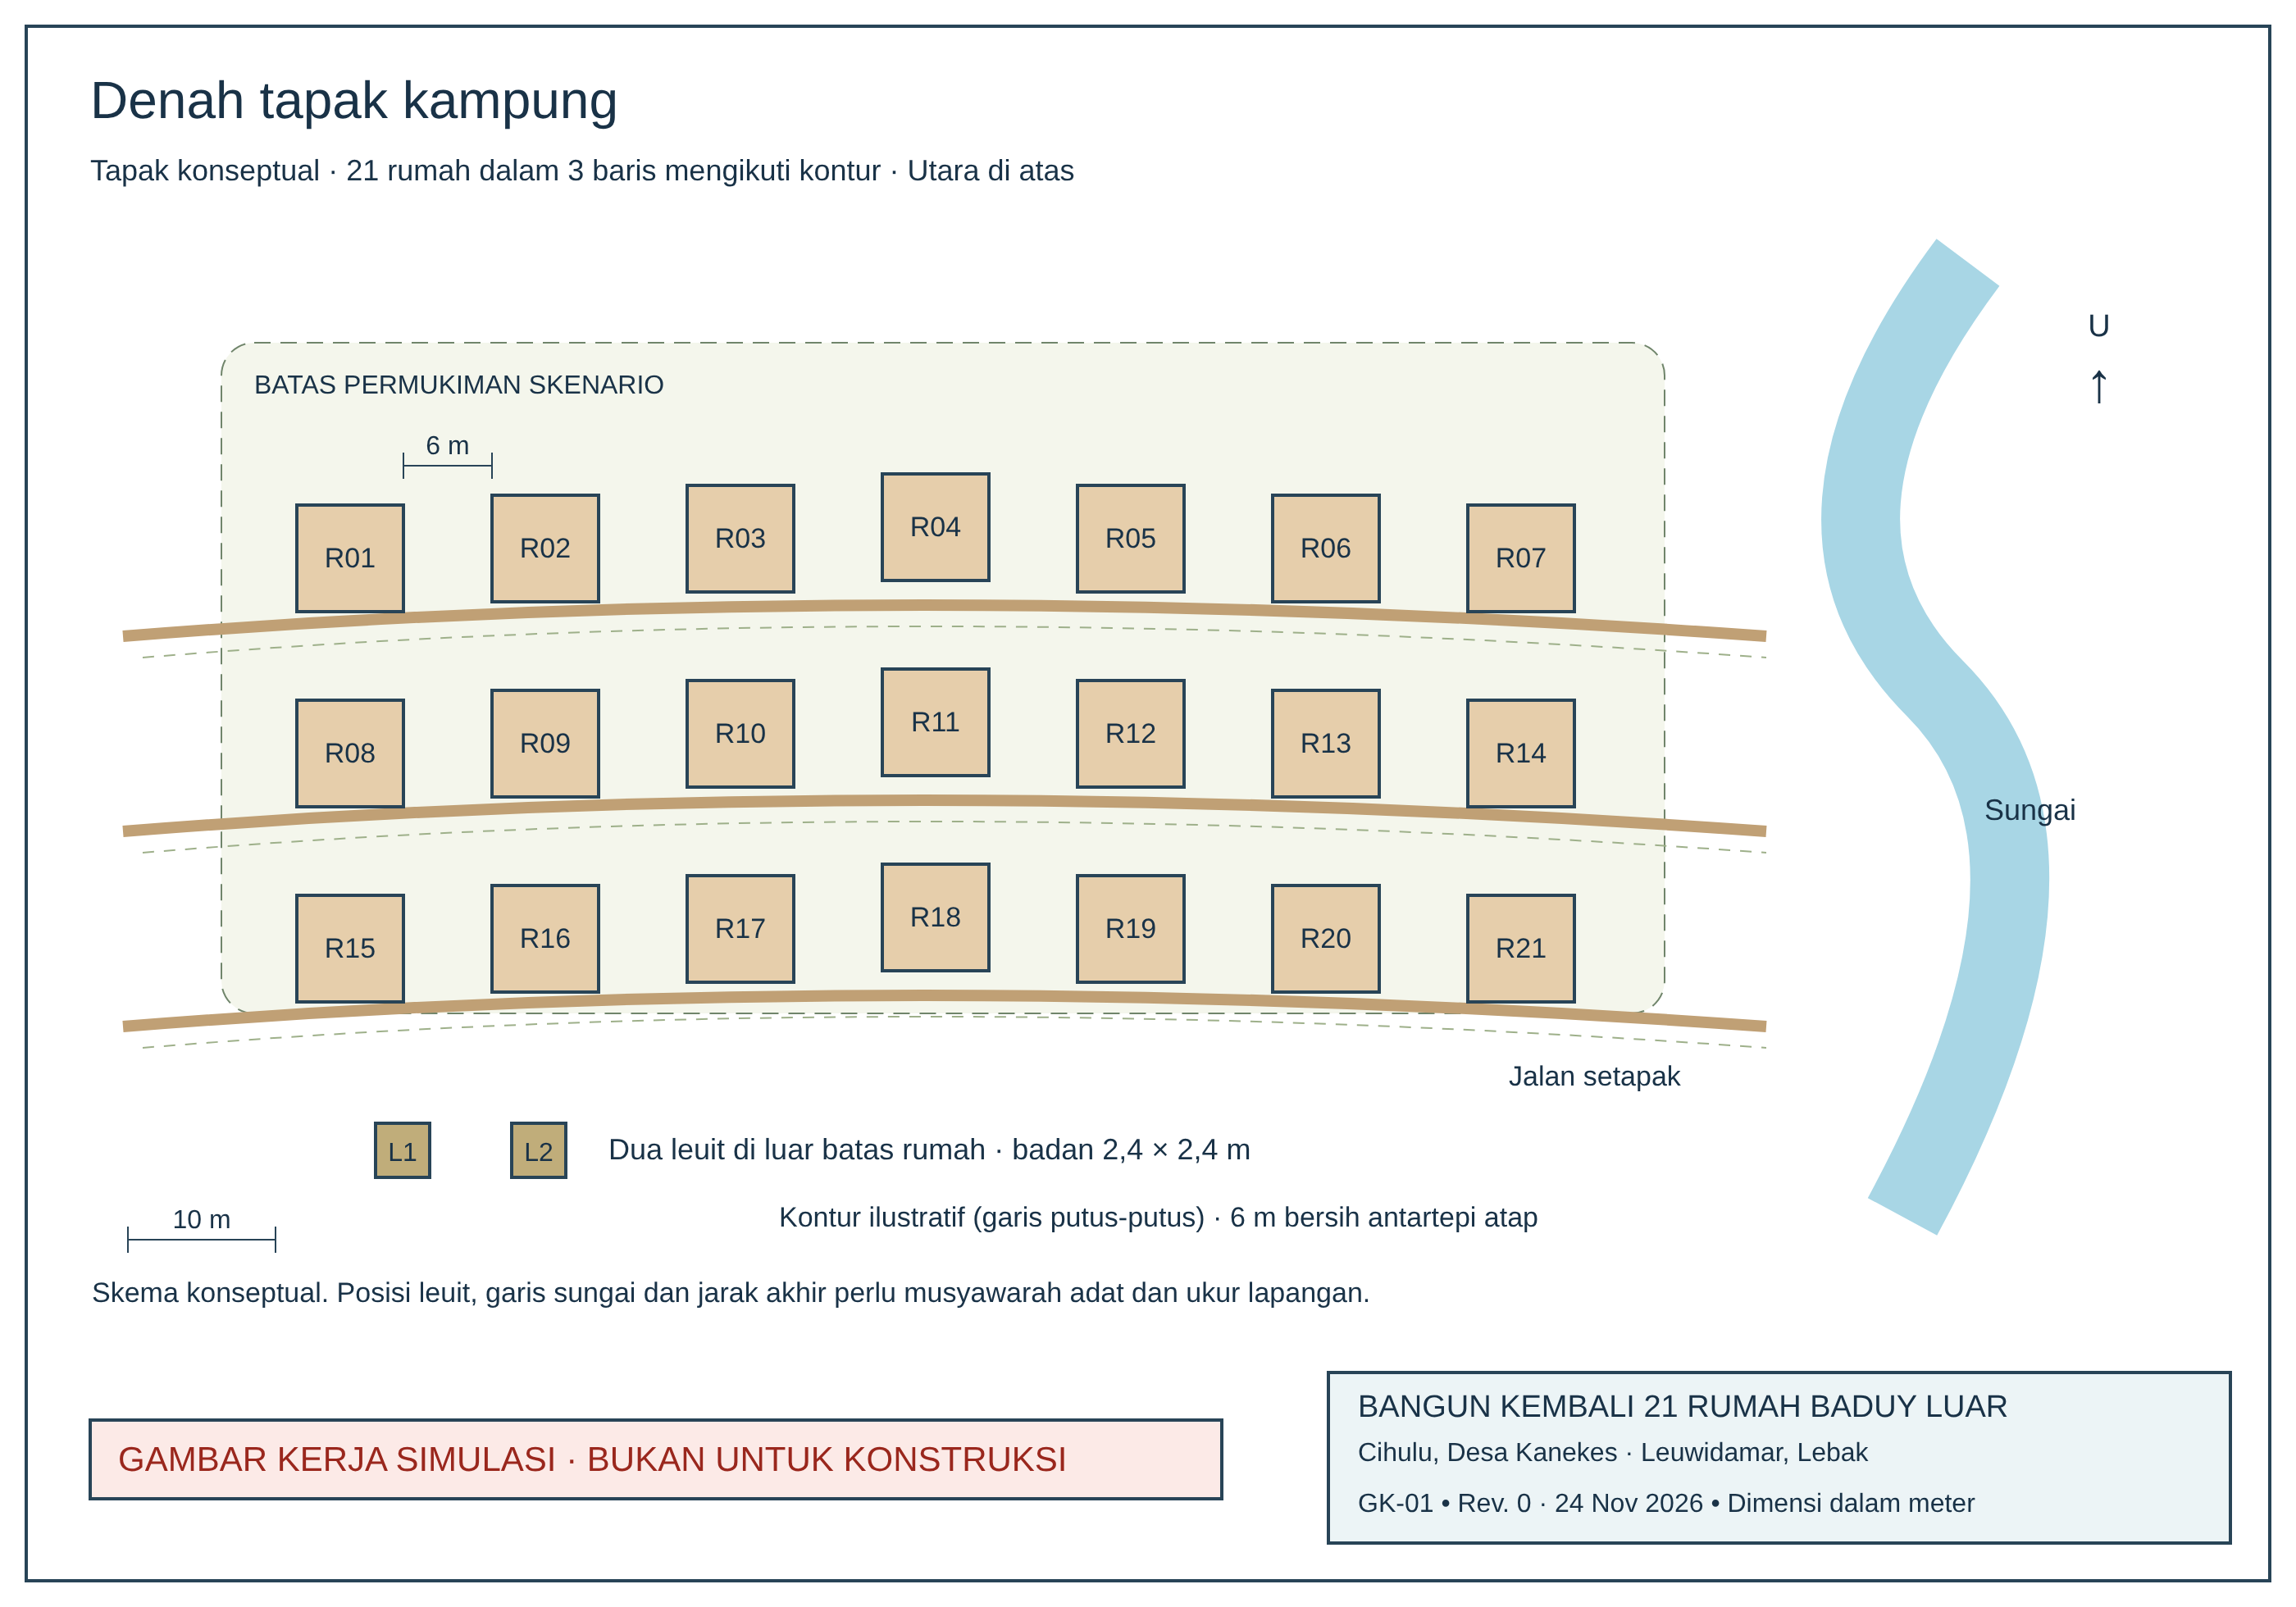 Denah tapak kampung
Tapak konseptual · 21 rumah dalam 3 baris mengikuti kontur · Utara di atas
U
↑
BATAS PERMUKIMAN SKENARIO
6 m
R01 R02 R03 R04 R05 R06 R07
R08 R09 R10 R11 R12 R13 R14
Sungai
R15 R16 R17 R18 R19 R20 R21
Jalan setapak
L1 L2 Dua leuit di luar batas rumah · badan 2,4 × 2,4 m
10 m
Kontur ilustratif (garis putus-putus) · 6 m bersih antartepi atap
Skema konseptual. Posisi leuit, garis sungai dan jarak akhir perlu musyawarah adat dan ukur lapangan.
GAMBAR KERJA SIMULASI · BUKAN UNTUK KONSTRUKSI
BANGUN KEMBALI 21 RUMAH BADUY LUAR
Cihulu, Desa Kanekes · Leuwidamar, Lebak
GK-01 • Rev. 0 · 24 Nov 2026 • Dimensi dalam meter